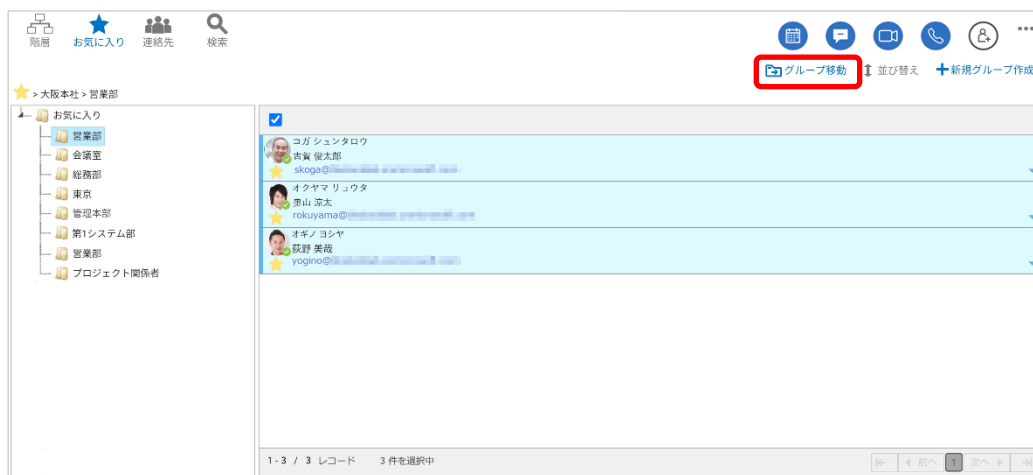 階層
お気に入り
連絡先
検索
グループ移動
並び替え
新規グループ作成
> 大阪本社 > 営業部
お気に入り
営業部
会議室
総務部
東京
管理本部
第1システム部
営業部
プロジェクト関係者
コガ シュンタロウ
古賀 俊太郎
skoga@
オクヤマ リョウタ
奥山 涼太
rokuyama@
オギノ ヨシヤ
荻野 美哉
yogino@
1 - 3 / 3 レコード 3 件を選択中
前へ 1 次へ